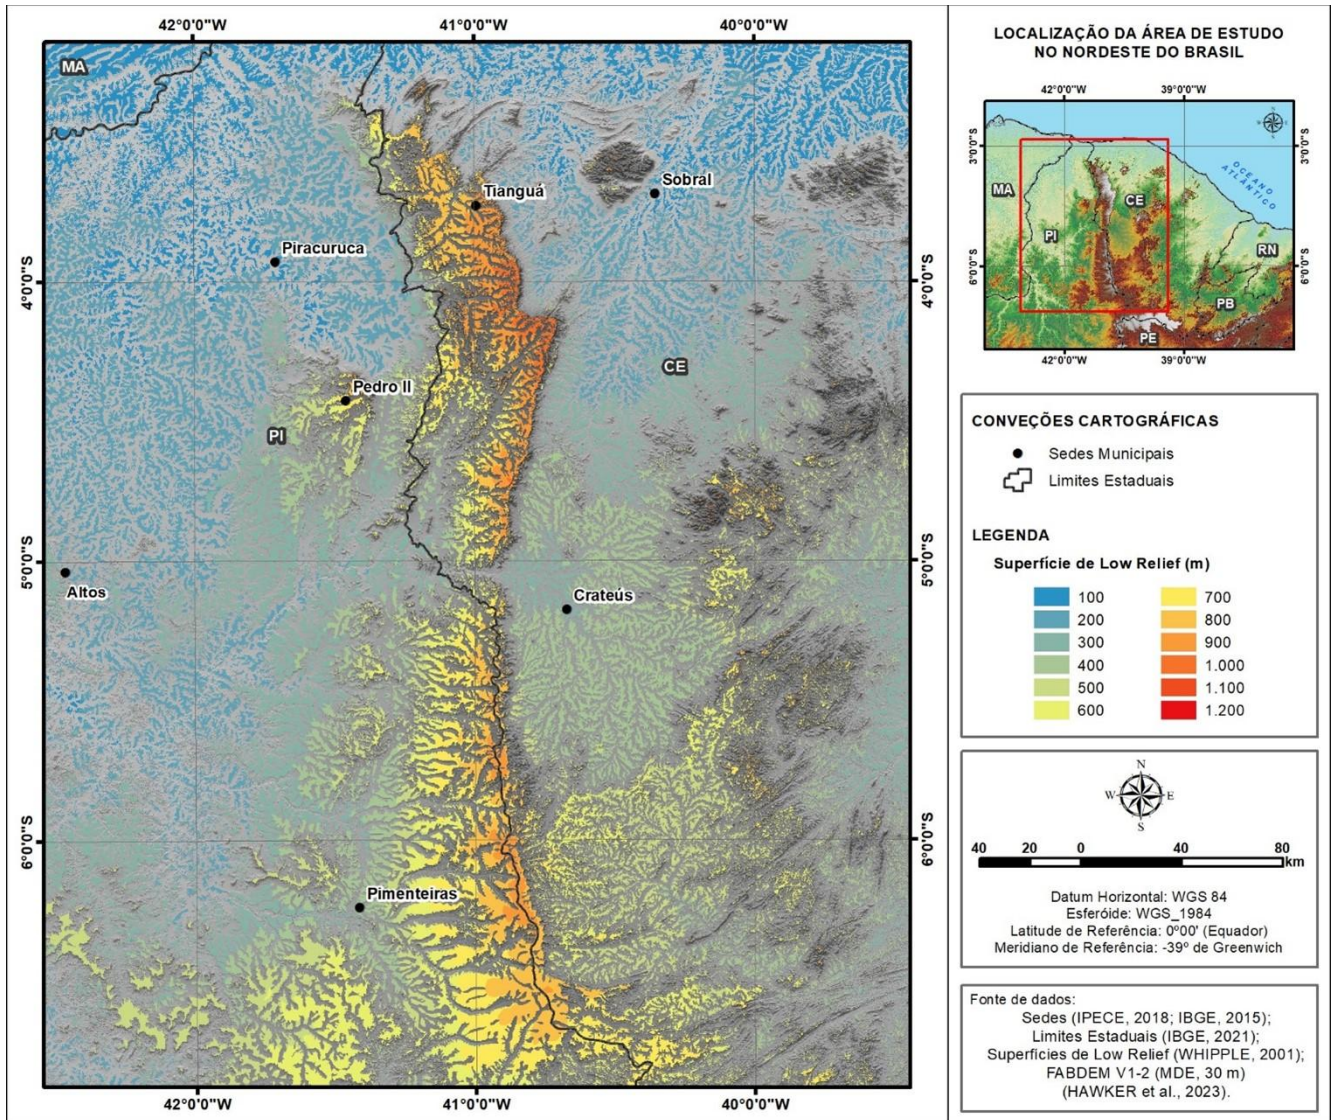 42°0'0"W
41°0'0"W
40°0'0"W
MA
Tianguá
Sobral
Piracuruca
4°0'0"S
4°0'0"S
CE
Pedro II
PI
5°0'0"S
5°0'0"S
Altos
Crateús
6°0'0"S
6°0'0"S
Pimenteiras
42°0'0"W
41°0'0"W
40°0'0"W
LOCALIZAÇÃO DA ÁREA DE ESTUDO
NO NORDESTE DO BRASIL
42°0'0"W
39°0'0"W
3°0'0"S
3°0'0"S
OCEANO
ATLÂNTICO
MA
CE
PI
RN
6°0'0"S
6°0'0"S
PB
PE
42°0'0"W
39°0'0"W
CONVEÇÕES CARTOGRÁFICAS
Sedes Municipais
Limites Estaduais
LEGENDA
Superfície de Low Relief (m)
100 700
200 800
300 900
400 1.000
500 1.100
600 1.200
N
W E
S
40 20 0 40 80
km
Datum Horizontal: WGS 84
Esferóide: WGS_1984
Latitude de Referência: 0º00' (Equador)
Meridiano de Referência: -39º de Greenwich
Fonte de dados:
Sedes (IPECE, 2018; IBGE, 2015);
Limites Estaduais (IBGE, 2021);
Superfícies de Low Relief (WHIPPLE, 2001);
FABDEM V1-2 (MDE, 30 m)
(HAWKER et al., 2023).